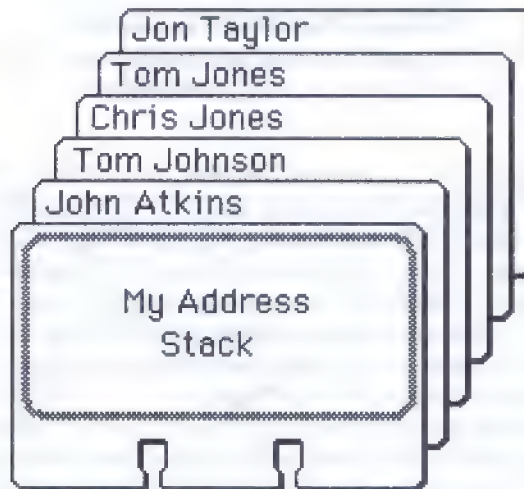 Jon Taylor
Tom Jones
Chris Jones
Tom Johnson
John Atkins
My Address
Stack